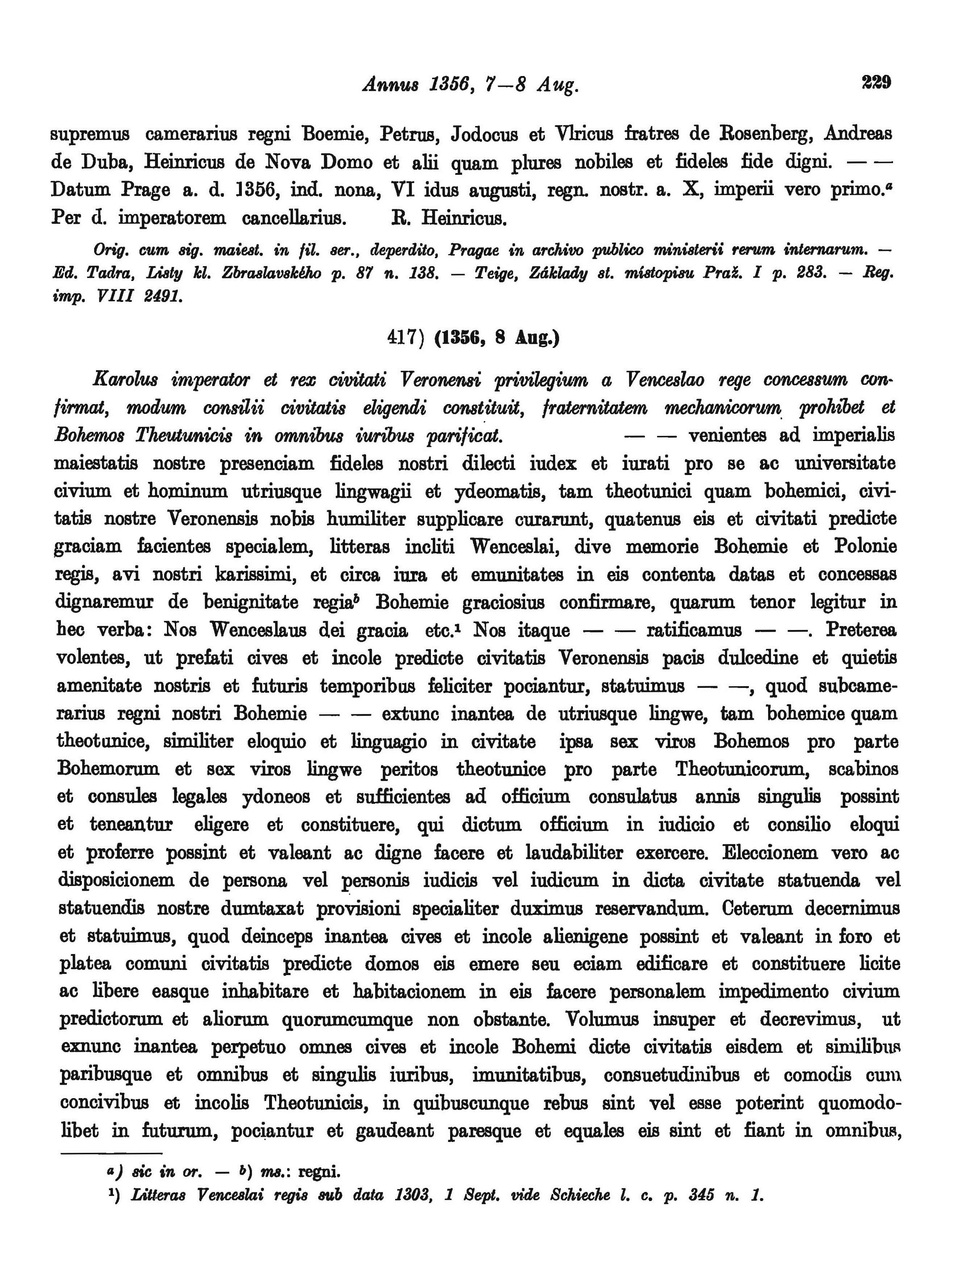 Annus 1356, 7—8 Aug. 229
supremus camerarius regni Boemie, Petrus, Jodocus et Vlricus fratres de Rosenberg, Andreas
de Duba, Heinricus de Nova Domo et alii quam plures nobiles et fideles fide digni. — —
Datum Prage a. d. 1356, ind. nona, VI idus augusti, regn. nostr. a. X, imperii vero primo.ᵃ
Per d. imperatorem cancellarius. R. Heinricus.
Orig. cum sig. maiest. in fil. ser., deperdito, Pragae in archivo publico ministerii rerum internarum. —
Ed. Tadra, Listy kl. Zbraslavského p. 87 n. 138. — Teige, Základy st. místopisu Praž. I p. 283. — Reg.
imp. VIII 2491.
417) (1356, 8 Aug.)
Karolus imperator et rex civitati Veronensi privilegium a Venceslao rege concessum con-
firmat, modum consilii civitatis eligendi constituit, fraternitatem mechanicorum prohibet et
Bohemos Theutunicis in omnibus iuribus parificat. — — venientes ad imperialis
maiestatis nostre presenciam fideles nostri dilecti iudex et iurati pro se ac universitate
civium et hominum utriusque lingwagii et ydeomatis, tam theotunici quam bohemici, civi-
tatis nostre Veronensis nobis humiliter supplicare curarunt, quatenus eis et civitati predicte
graciam facientes specialem, litteras incliti Wenceslai, dive memorie Bohemie et Polonie
regis, avi nostri karissimi, et circa iura et emunitates in eis contenta datas et concessas
dignaremur de benignitate regiaᵇ Bohemie graciosius confirmare, quarum tenor legitur in
hec verba: Nos Wenceslaus dei gracia etc.¹ Nos itaque — — ratificamus — —. Preterea
volentes, ut prefati cives et incole predicte civitatis Veronensis pacis dulcedine et quietis
amenitate nostris et futuris temporibus feliciter pociantur, statuimus — —, quod subcame-
rarius regni nostri Bohemie — — extunc inantea de utriusque lingwe, tam bohemice quam
theotunice, similiter eloquio et linguagio in civitate ipsa sex viros Bohemos pro parte
Bohemorum et sex viros lingwe peritos theotunice pro parte Theotunicorum, scabinos
et consules legales ydoneos et sufficientes ad officium consulatus annis singulis possint
et teneantur eligere et constituere, qui dictum officium in iudicio et consilio eloqui
et proferre possint et valeant ac digne facere et laudabiliter exercere. Eleccionem vero ac
disposicionem de persona vel personis iudicis vel iudicum in dicta civitate statuenda vel
statuendis nostre dumtaxat provisioni specialiter duximus reservandum. Ceterum decernimus
et statuimus, quod deinceps inantea cives et incole alienigene possint et valeant in foro et
platea comuni civitatis predicte domos eis emere seu eciam edificare et constituere licite
ac libere easque inhabitare et habitacionem in eis facere personalem impedimento civium
predictorum et aliorum quorumcumque non obstante. Volumus insuper et decrevimus, ut
exnunc inantea perpetuo omnes cives et incole Bohemi dicte civitatis eisdem et similibus
paribusque et omnibus et singulis iuribus, imunitatibus, consuetudinibus et comodis cum
concivibus et incolis Theotunicis, in quibuscunque rebus sint vel esse poterint quomodo-
libet in futurum, pociantur et gaudeant paresque et equales eis sint et fiant in omnibus,
ᵃ) sic in or. — ᵇ) ms.: regni.
¹) Litteras Venceslai regis sub data 1303, 1 Sept. vide Schieche l. c. p. 345 n. 1.